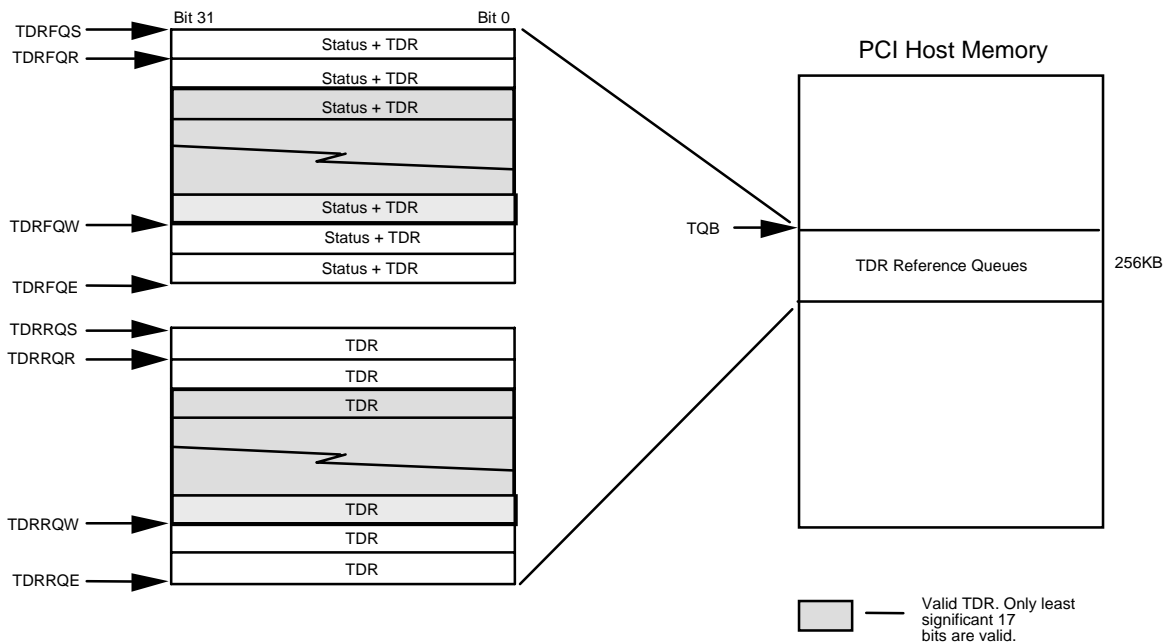 Bit 31 Bit 0
TDRFQS
Status + TDR
TDRFQR
Status + TDR
Status + TDR
Status + TDR
TDRFQW
Status + TDR
Status + TDR
TDRFQE
TDRRQS
TDR
TDRRQR
TDR
TDR
TDR
TDRRQW
TDR
TDR
TDRRQE
PCI Host Memory
TQB
TDR Reference Queues
256KB
Valid TDR. Only least
significant 17
bits are valid.